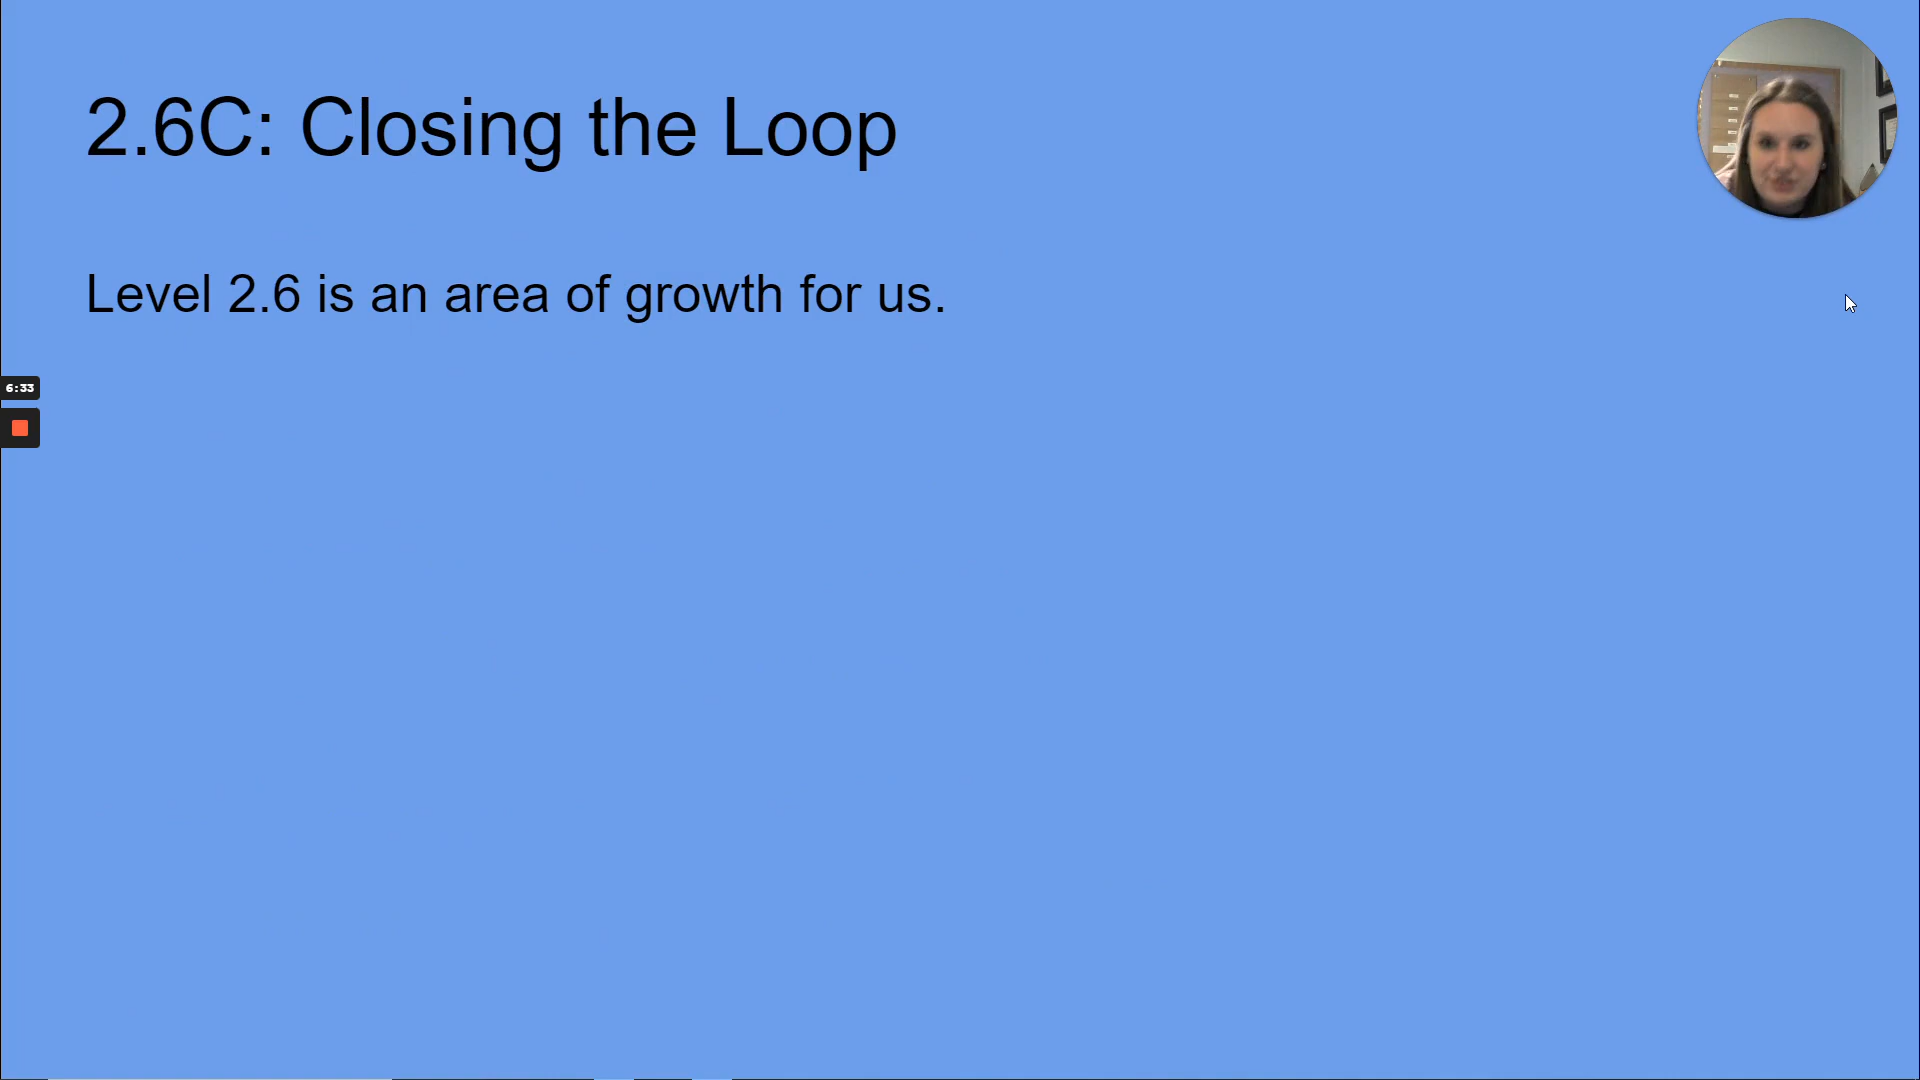 2.6C: Closing the Loop
Level 2.6 is an area of growth for us.
6:33